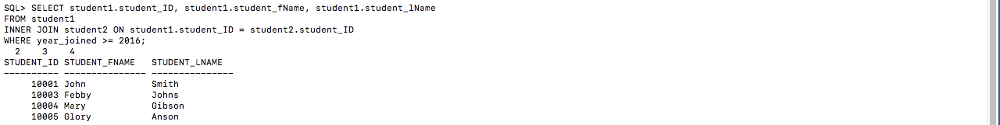 SQL> SELECT student1.student_ID, student1.student_fName, student1.student_lName
FROM student1
INNER JOIN student2 ON student1.student_ID = student2.student_ID
WHERE year_joined >= 2016;
  2    3    4
STUDENT_ID STUDENT_FNAME   STUDENT_LNAME
---------- --------------- ---------------
     10001 John            Smith
     10003 Febby           Johns
     10004 Mary            Gibson
     10005 Glory           Anson